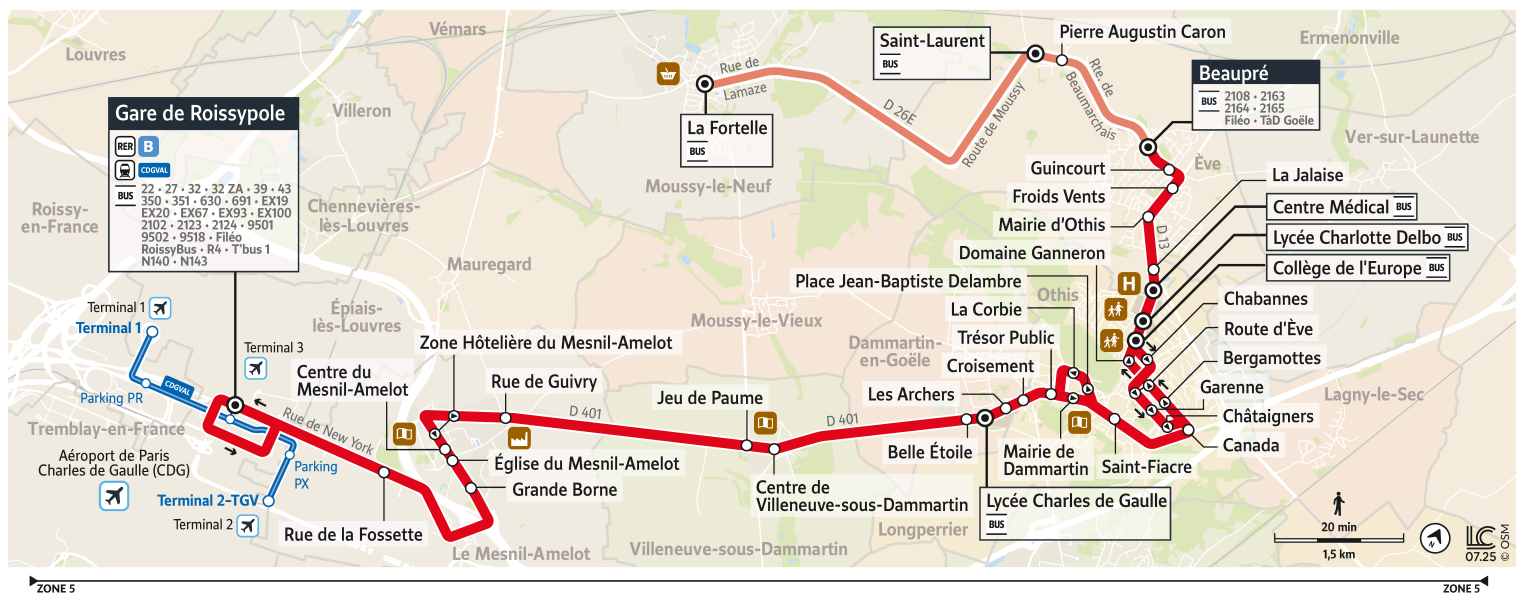 Louvres
Vémars
Villeron
Roissy-
en-France
Chennevières-
lès-Louvres
Mauregard
Épiais-
lès-Louvres
Tremblay-en-France
Le Mesnil-Amelot
Moussy-le-Neuf
Moussy-le-Vieux
Villeneuve-sous-Dammartin
Longperrier
Dammartin-
en-Goële
Othis
Ève
Ermenonville
Ver-sur-Launette
Lagny-le-Sec
Gare de Roissypole
RER B
CDGVAL
BUS
22 • 27 • 32 • 32 ZA • 39 • 43
350 • 351 • 630 • 691 • EX19
EX20 • EX67 • EX93 • EX100
2102 • 2123 • 2124 • 9501
9502 • 9518 • Filéo
RoissyBus • R4 • T'bus 1
N140 • N143
Terminal 1
Terminal 1
Terminal 3
CDGVAL
Parking PR
Parking
PX
Aéroport de Paris
Charles de Gaulle (CDG)
Terminal 2-TGV
Terminal 2
Rue de New York
Rue de la Fossette
Centre du
Mesnil-Amelot
Zone Hôtelière du Mesnil-Amelot
Rue de Guivry
Église du Mesnil-Amelot
Grande Borne
D 401
Jeu de Paume
Centre de
Villeneuve-sous-Dammartin
D 401
Belle Étoile
Lycée Charles de Gaulle
BUS
Les Archers
Croisement
Trésor Public
La Corbie
Place Jean-Baptiste Delambre
Domaine Ganneron
Mairie de
Dammartin
Saint-Fiacre
Canada
Châtaigners
Garenne
Bergamottes
Route d'Ève
Chabannes
Collège de l'Europe BUS
Lycée Charlotte Delbo BUS
Centre Médical BUS
La Jalaise
H
D 13
Mairie d'Othis
Froids Vents
Guincourt
Beaupré
BUS
2108 • 2163
2164 • 2165
Filéo • TàD Goële
Rte. de
Beaumarchais
Pierre Augustin Caron
Saint-Laurent
BUS
Route de Moussy
D 26E
Rue de
Lamaze
La Fortelle
BUS
20 min
1,5 km
LC
07.25
© OSM
ZONE 5
ZONE 5